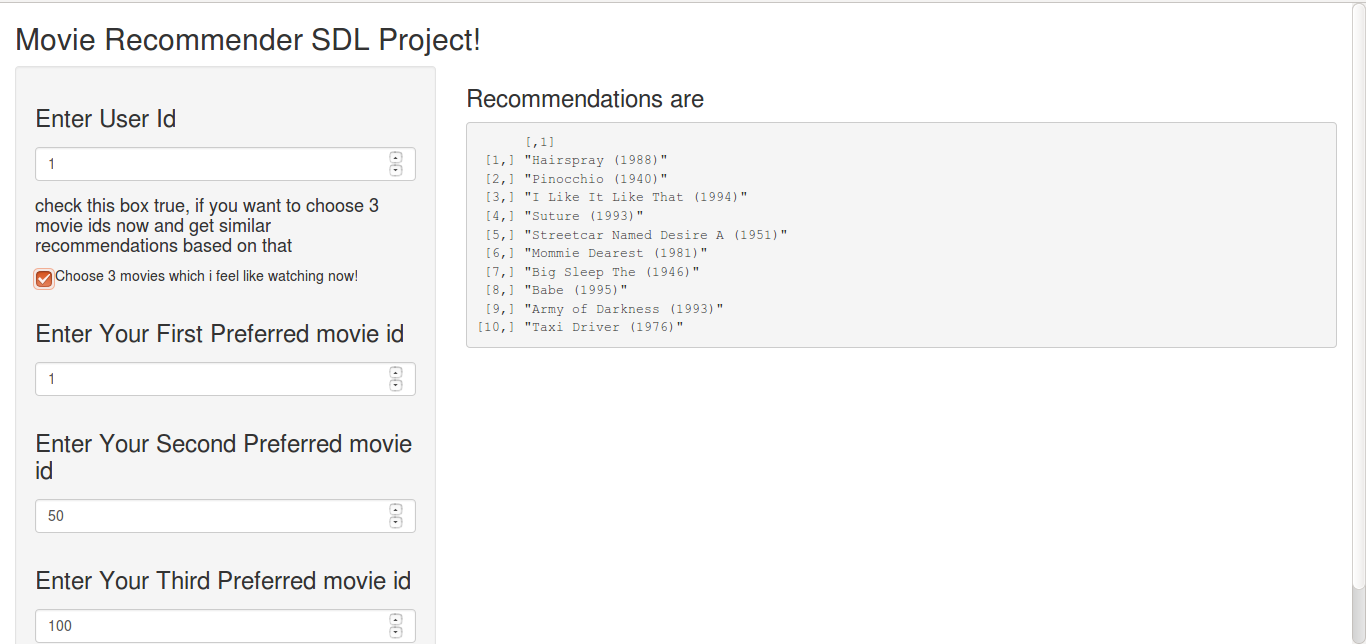 Movie Recommender SDL Project!
Enter User Id
1
check this box true, if you want to choose 3
movie ids now and get similar
recommendations based on that
Choose 3 movies which i feel like watching now!
Enter Your First Preferred movie id
1
Enter Your Second Preferred movie
id
50
Enter Your Third Preferred movie id
100
Recommendations are
[,1]
[1,] "Hairspray (1988)"
[2,] "Pinocchio (1940)"
[3,] "I Like It Like That (1994)"
[4,] "Suture (1993)"
[5,] "Streetcar Named Desire A (1951)"
[6,] "Mommie Dearest (1981)"
[7,] "Big Sleep The (1946)"
[8,] "Babe (1995)"
[9,] "Army of Darkness (1993)"
[10,] "Taxi Driver (1976)"